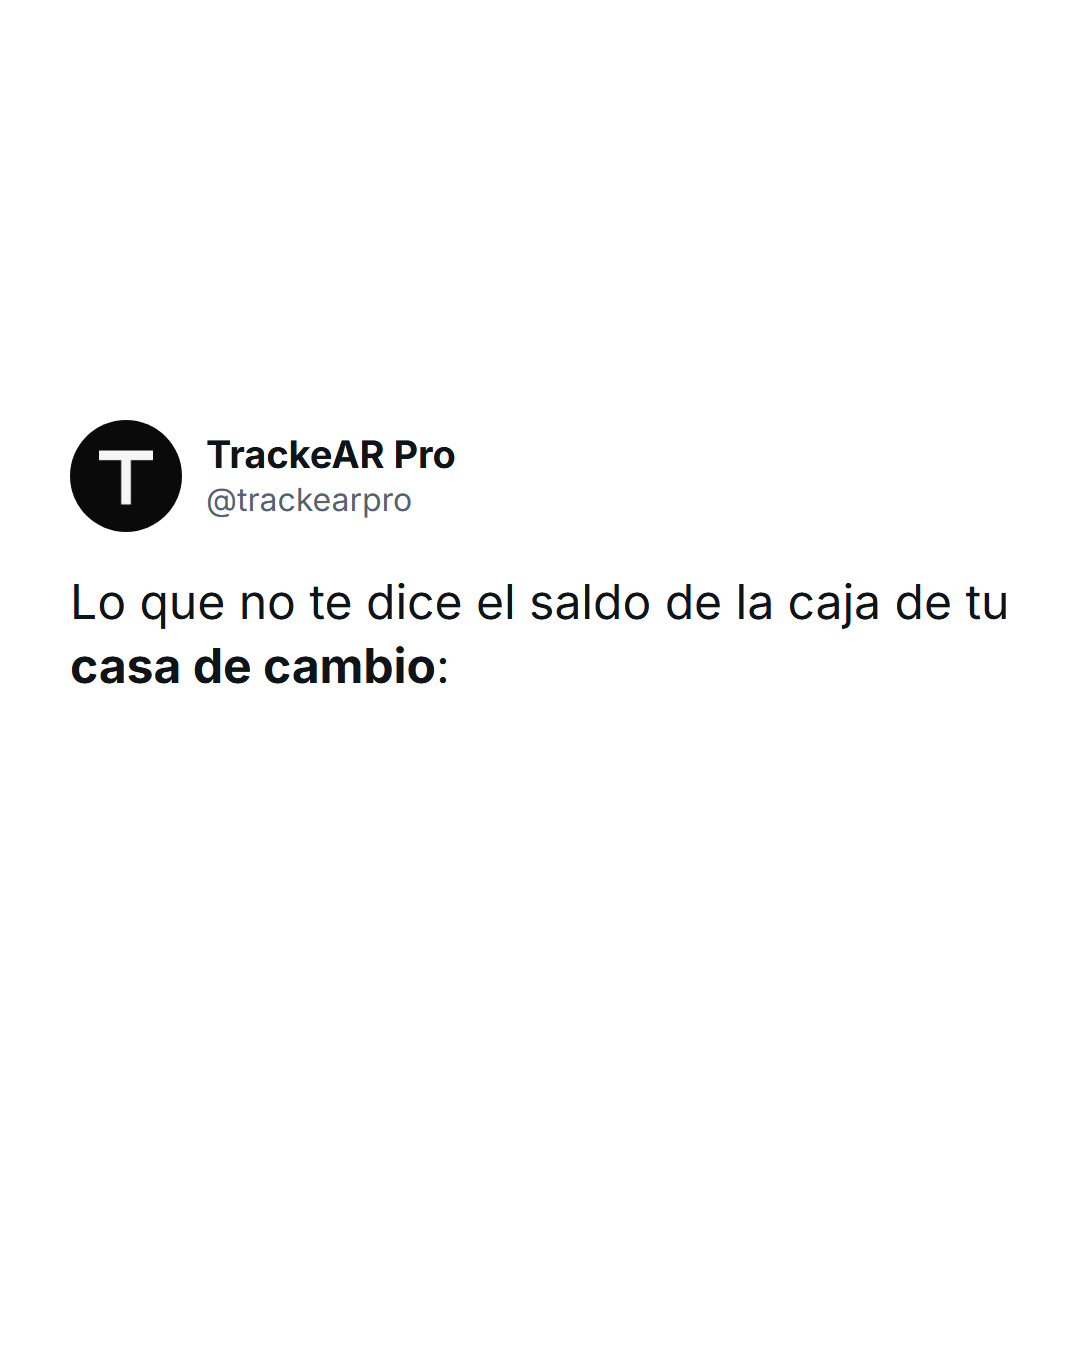 T
TrackeAR Pro
@trackearpro
Lo que no te dice el saldo de la caja de tu
casa de cambio: